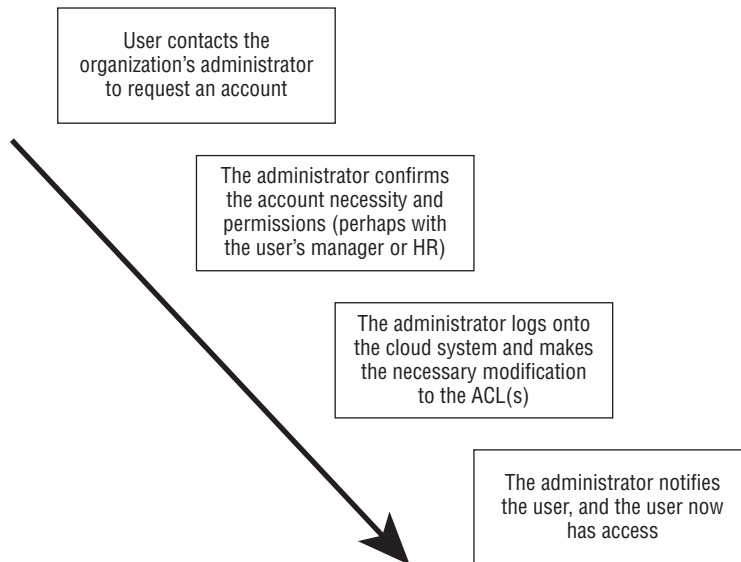 User contacts the
organization’s administrator
to request an account
The administrator confirms
the account necessity and
permissions (perhaps with
the user’s manager or HR)
The administrator logs onto
the cloud system and makes
the necessary modification
to the ACL(s)
The administrator notifies
the user, and the user now
has access